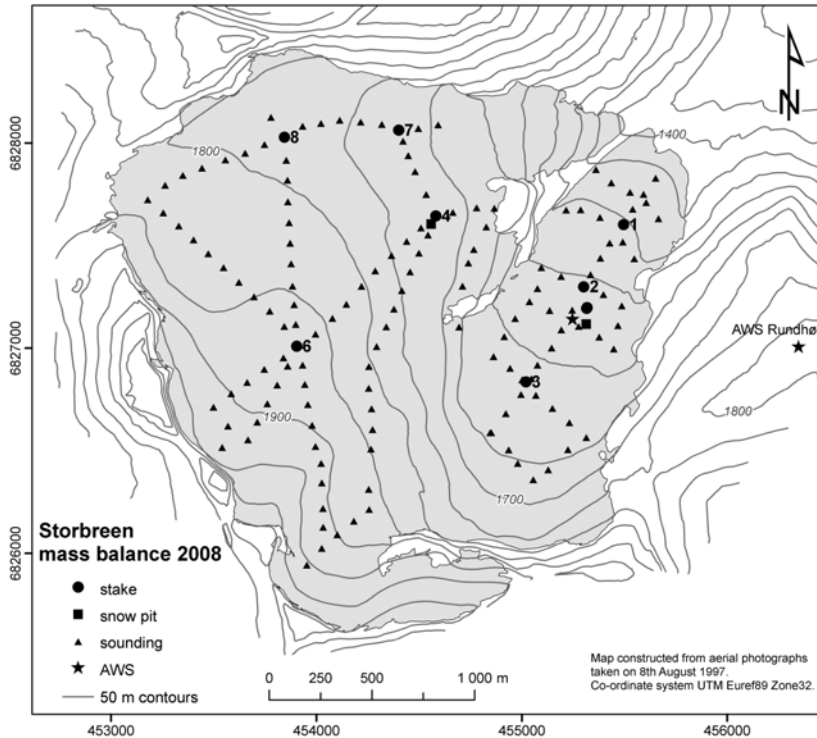 N
1400
6828000
8
7
1800
4
1
2
6827000
AWS Rundhø
6
3
1800
1900
1700
6826000
Storbreen
mass balance 2008
stake
snow pit
sounding
AWS
50 m contours
0 250 500 1 000 m
Map constructed from aerial photographs
taken on 8th August 1997.
Co-ordinate system UTM Euref89 Zone32.
453000 454000 455000 456000